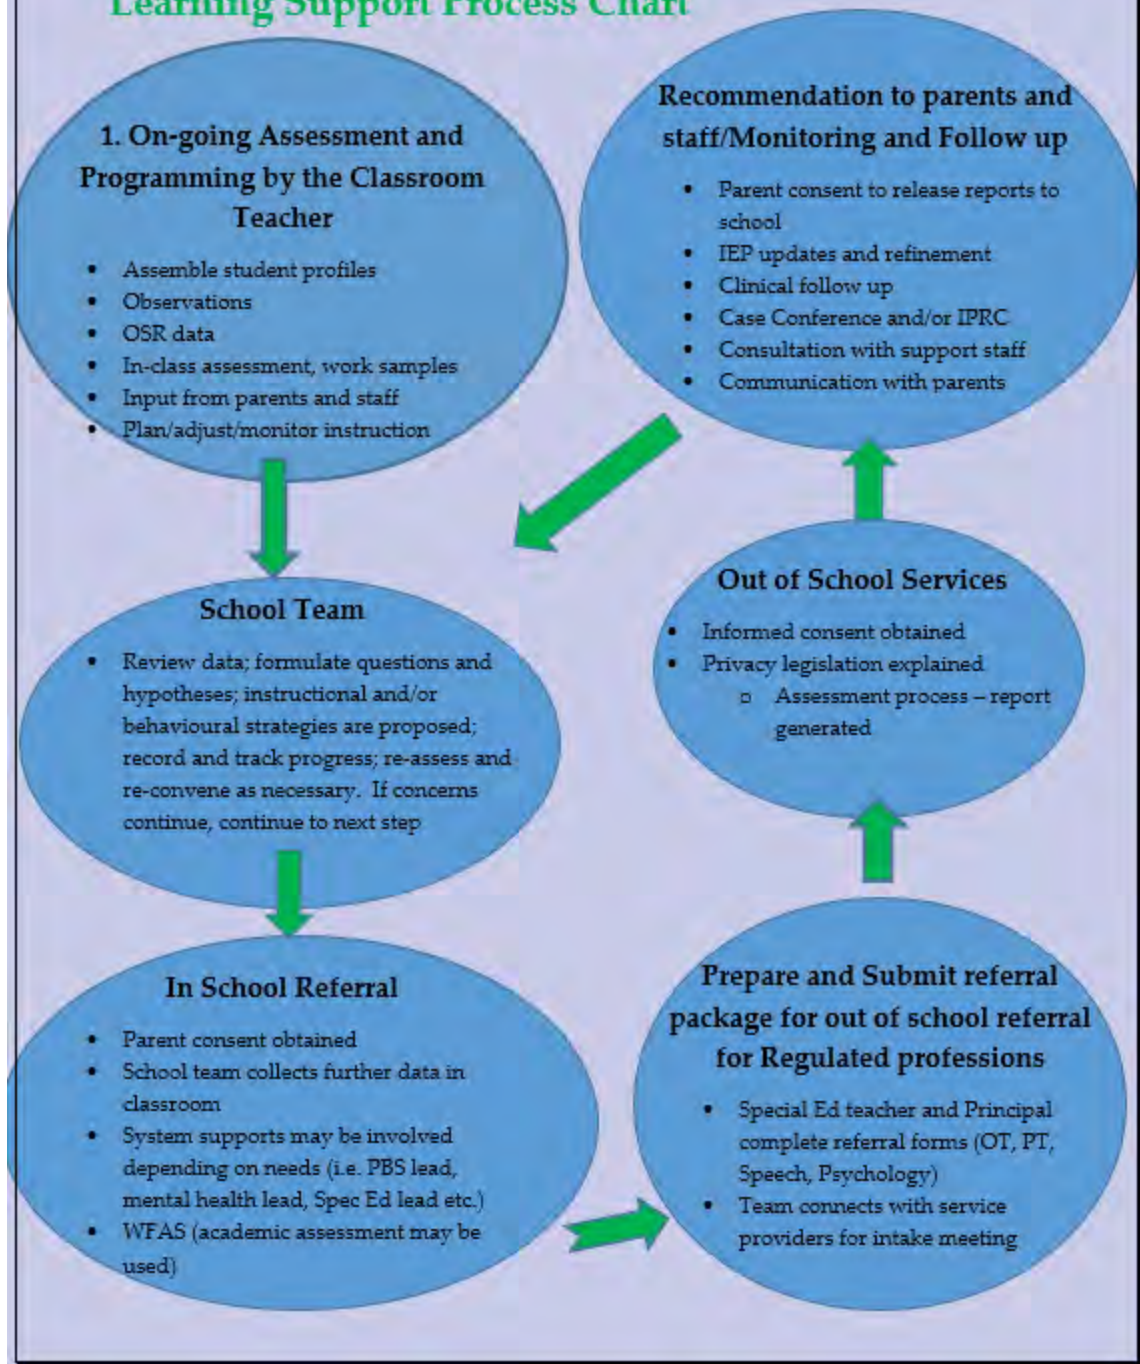 Learning Support Process Chart
1. On-going Assessment and
Programming by the Classroom
Teacher
• Assemble student profiles
• Observations
• OSR data
• In-class assessment, work samples
• Input from parents and staff
• Plan/adjust/monitor instruction
School Team
• Review data; formulate questions and
hypotheses; instructional and/or
behavioural strategies are proposed;
record and track progress; re-assess and
re-convene as necessary. If concerns
continue, continue to next step
In School Referral
• Parent consent obtained
• School team collects further data in
classroom
• System supports may be involved
depending on needs (i.e. PBS lead,
mental health lead, Spec Ed lead etc.)
• WFAS (academic assessment may be
used)
Prepare and Submit referral
package for out of school referral
for Regulated professions
• Special Ed teacher and Principal
complete referral forms (OT, PT,
Speech, Psychology)
• Team connects with service
providers for intake meeting
Out of School Services
• Informed consent obtained
• Privacy legislation explained
o Assessment process – report
generated
Recommendation to parents and
staff/Monitoring and Follow up
• Parent consent to release reports to
school
• IEP updates and refinement
• Clinical follow up
• Case Conference and/or IPRC
• Consultation with support staff
• Communication with parents